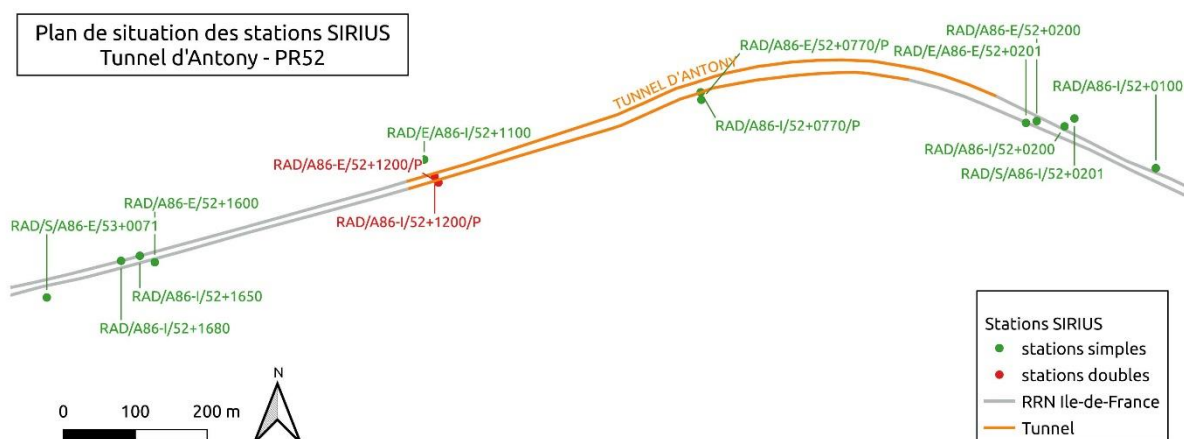 Plan de situation des stations SIRIUS
Tunnel d'Antony - PR52
RAD/A86-E/52+0200
RAD/A86-E/52+0770/P
RAD/E/A86-E/52+0201
RAD/A86-I/52+0100
TUNNEL D'ANTONY
RAD/A86-I/52+0770/P
RAD/E/A86-I/52+1100
RAD/A86-E/52+1200/P
RAD/A86-I/52+0200
RAD/S/A86-I/52+0201
RAD/A86-E/52+1600
RAD/S/A86-E/53+0071
RAD/A86-I/52+1200/P
RAD/A86-I/52+1650
RAD/A86-I/52+1680
Stations SIRIUS
stations simples
stations doubles
RRN Ile-de-France
Tunnel
N
0 100 200 m